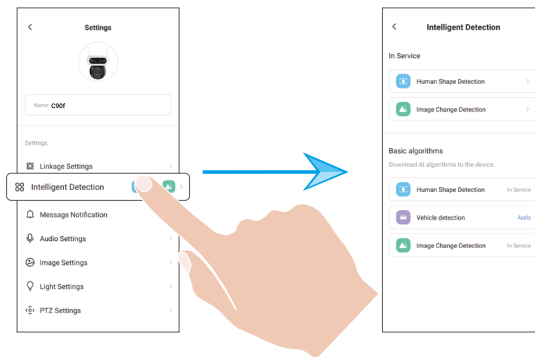 Settings
Name C90f
Settings
Linkage Settings
Intelligent Detection
Message Notification
Audio Settings
Image Settings
Light Settings
PTZ Settings
Intelligent Detection
In Service
Human Shape Detection
Image Change Detection
Basic algorithms
Download AI algorithms to the device.
Human Shape Detection In Service
Vehicle detection Apply
Image Change Detection In Service